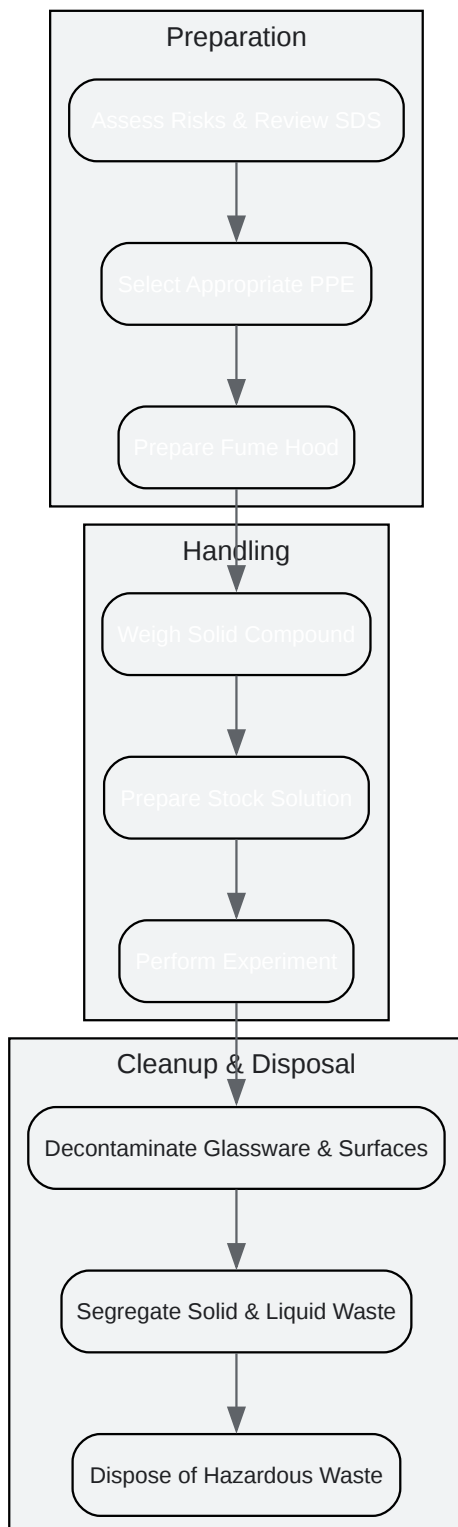 Preparation
Assess Risks & Review SDS
Select Appropriate PPE
Prepare Fume Hood
Handling
Weigh Solid Compound
Prepare Stock Solution
Perform Experiment
Cleanup & Disposal
Decontaminate Glassware & Surfaces
Segregate Solid & Liquid Waste
Dispose of Hazardous Waste